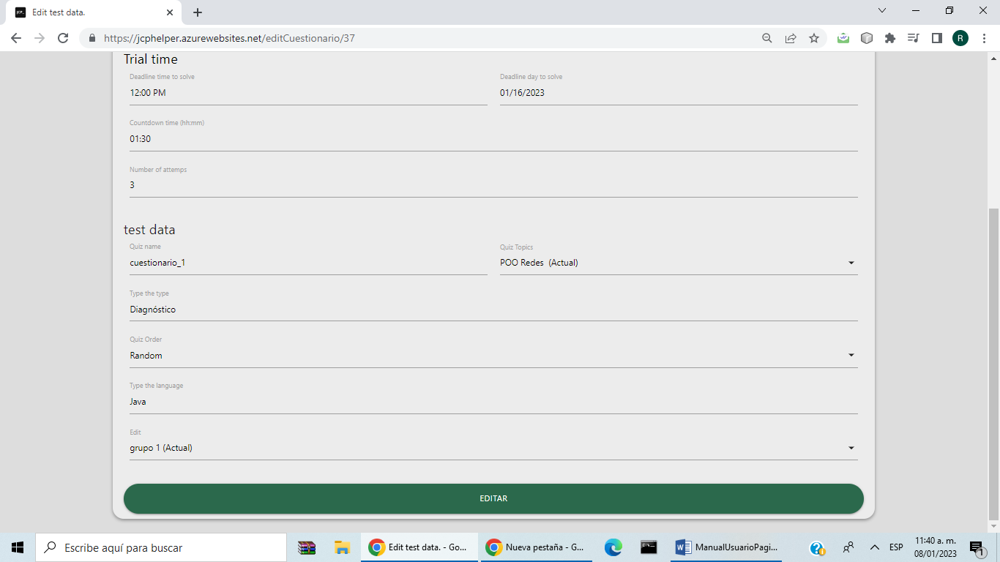 Edit test data.
https://jcphelper.azurewebsites.net/editCuestionario/37
R
Trial time
Deadline time to solve
Deadline day to solve
12:00 PM
01/16/2023
Countdown time (hh:mm)
01:30
Number of attemps
3
test data
Quiz name
Quiz Topics
cuestionario_1
POO Redes (Actual)
Type the type
Diagnóstico
Quiz Order
Random
Type the language
Java
Edit
grupo 1 (Actual)
EDITAR
Escribe aquí para buscar
Edit test data. - Go...
Nueva pestaña - G...
ManualUsuarioPagi...
ESP
11:40 a. m.
08/01/2023
1